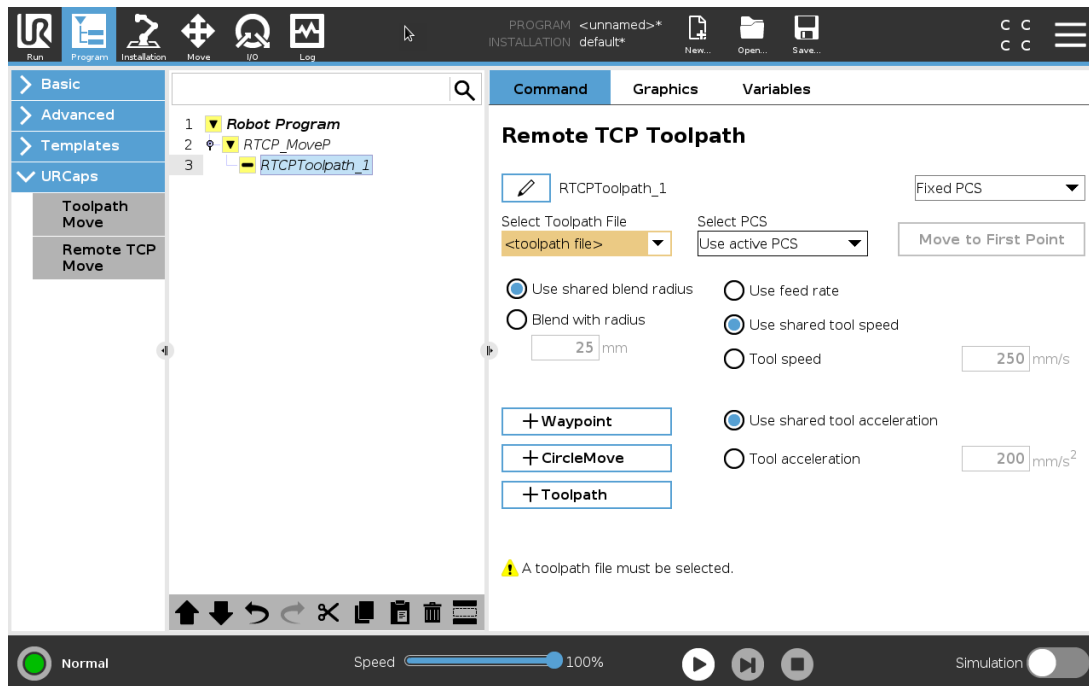 PROGRAM <unnamed>*
INSTALLATION default*
UR
Run
Program
Installation
Move
I/O
Log
New...
Open...
Save...
C C
C C
Basic
Advanced
Templates
URCaps
Toolpath
Move
Remote TCP
Move
1 Robot Program
2 RTCP_MoveP
3 RTCPToolpath_1
Command Graphics Variables
Remote TCP Toolpath
RTCPToolpath_1
Fixed PCS
Select Toolpath File
<toolpath file>
Select PCS
Use active PCS
Move to First Point
Use shared blend radius
Blend with radius
25 mm
Use feed rate
Use shared tool speed
Tool speed 250 mm/s
+Waypoint
+CircleMove
+Toolpath
Use shared tool acceleration
Tool acceleration 200 mm/s²
A toolpath file must be selected.
Normal
Speed 100%
Simulation